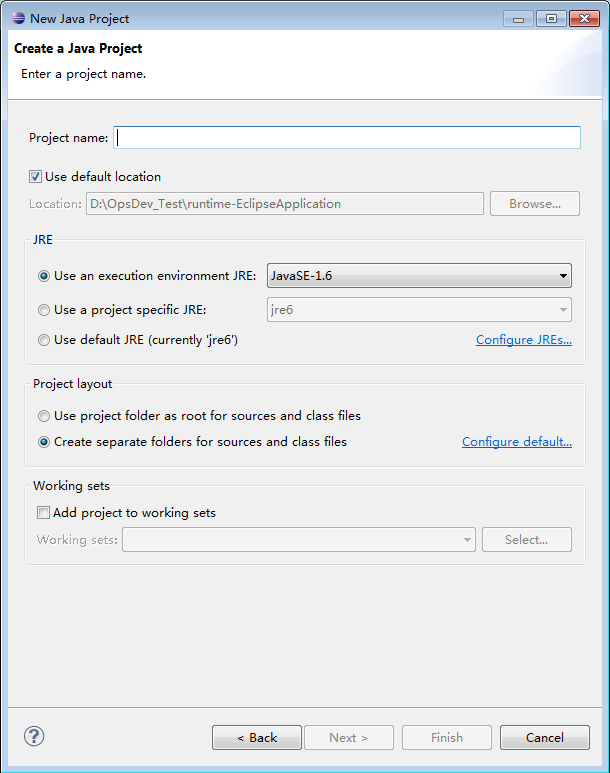 New Java Project
Create a Java Project
Enter a project name.
Project name:
Use default location
Location: D:\OpsDev_Test\runtime-EclipseApplication Browse...
JRE
Use an execution environment JRE: JavaSE-1.6
Use a project specific JRE: jre6
Use default JRE (currently 'jre6') Configure JREs...
Project layout
Use project folder as root for sources and class files
Create separate folders for sources and class files Configure default...
Working sets
Add project to working sets
Working sets: Select...
? < Back Next > Finish Cancel